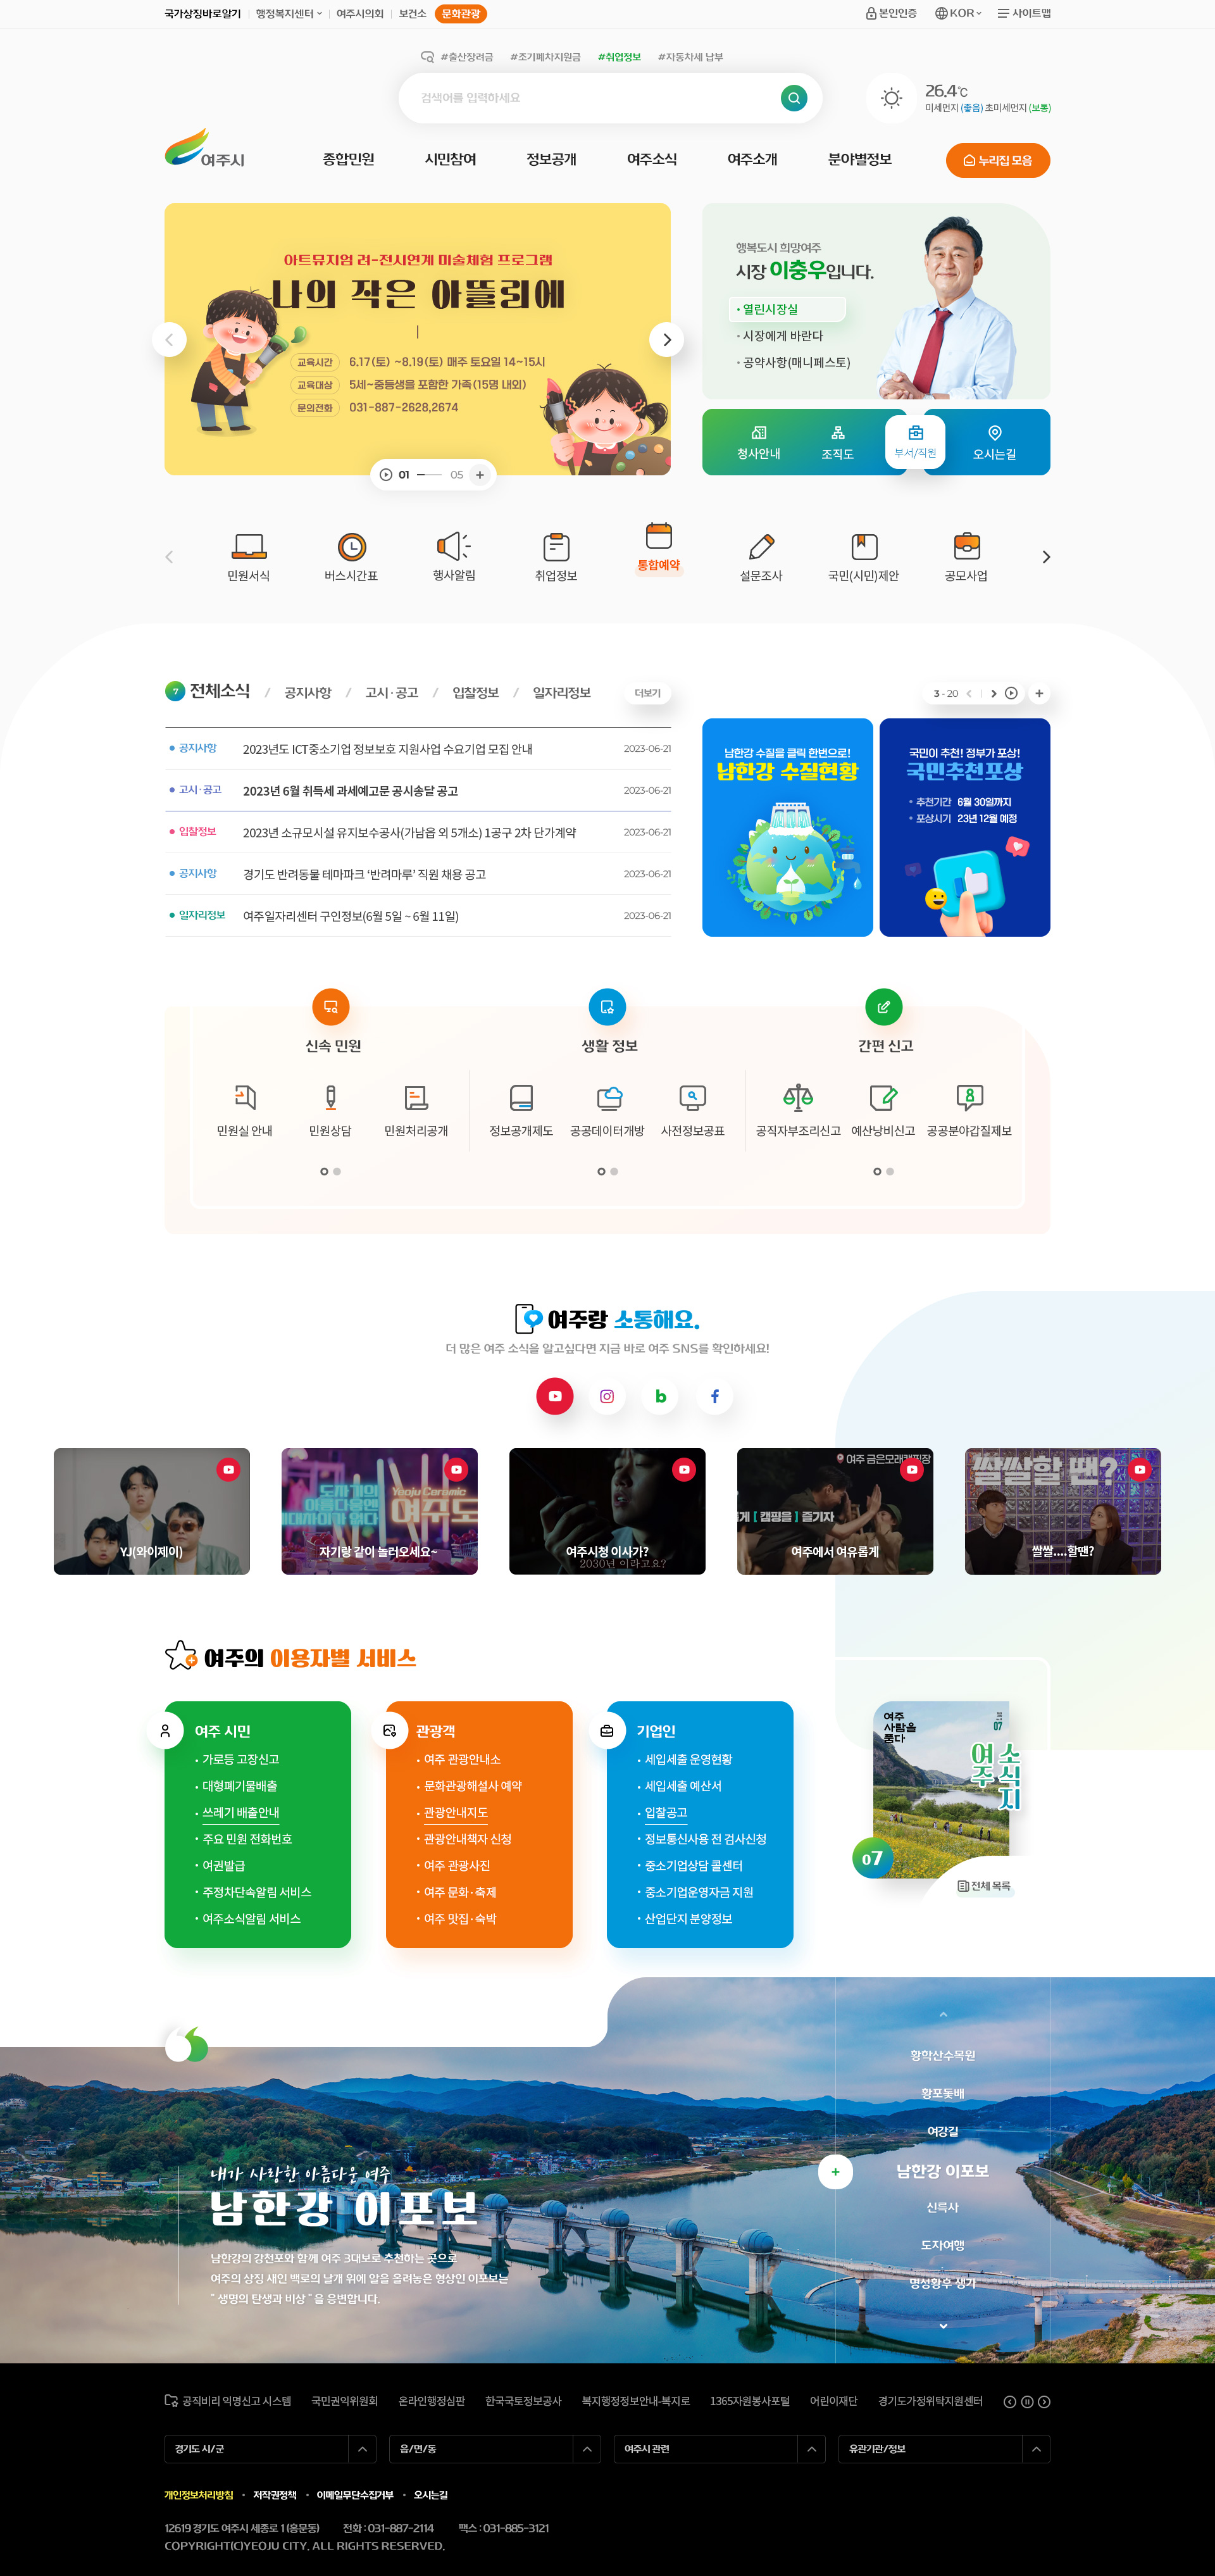 국가상징바로알기 행정복지센터 여주시의회 보건소 문화관광 본인인증 KOR 사이트맵
#출산장려금 #조기폐차지원금 #취업정보 #자동차세 납부
검색어를 입력하세요
26.4℃
미세먼지 (좋음) 초미세먼지 (보통)
여주시 종합민원 시민참여 정보공개 여주소식 여주소개 분야별정보 누리집 모음
아트뮤지엄 려-전시연계 미술체험 프로그램
나의 작은 아뜰리에
교육시간 6.17(토) ~8.19(토) 매주 토요일 14~15시
교육대상 5세~중등생을 포함한 가족(15명 내외)
문의전화 031-887-2628,2674
01 05
행복도시 희망여주
시장 이충우입니다.
열린시장실
시장에게 바란다
공약사항(매니페스토)
청사안내 조직도 부서/직원 오시는길
민원서식 버스시간표 행사알림 취업정보 통합예약 설문조사 국민(시민)제안 공모사업
7 전체소식 / 공지사항 / 고시·공고 / 입찰정보 / 일자리정보 더보기
공지사항 2023년도 ICT중소기업 정보보호 지원사업 수요기업 모집 안내 2023-06-21
고시·공고 2023년 6월 취득세 과세예고문 공시송달 공고 2023-06-21
입찰정보 2023년 소규모시설 유지보수공사(가남읍 외 5개소) 1공구 2차 단가계약 2023-06-21
공지사항 경기도 반려동물 테마파크 ‘반려마루’ 직원 채용 공고 2023-06-21
일자리정보 여주일자리센터 구인정보(6월 5일 ~ 6월 11일) 2023-06-21
3 - 20
남한강 수질을 클릭 한번으로!
남한강 수질현황
국민이 추천! 정부가 포상!
국민추천포상
• 추천기간 6월 30일까지
• 포상시기 23년 12월 예정
신속 민원
민원실 안내 민원상담 민원처리공개
생활 정보
정보공개제도 공공데이터개방 사전정보공표
간편 신고
공직자부조리신고 예산낭비신고 공공분야갑질제보
여주랑 소통해요.
더 많은 여주 소식을 알고싶다면 지금 바로 여주 SNS를 확인하세요!
YJ(와이제이)
도자기의
아름다움엔
시대차이가 없다
Yeoju Ceramic
여주도
자기랑 같이 놀러오세요~
여주시청 이사가?
2030년 이라고요?
여주 금은모래캠핑장
게 [ 캠핑을 ] 즐기자
여주에서 여유롭게
쌀쌀할 땐?
쌀쌀....할땐?
여주의 이용자별 서비스
여주 시민
가로등 고장신고
대형폐기물배출
쓰레기 배출안내
주요 민원 전화번호
여권발급
주정차단속알림 서비스
여주소식알림 서비스
관광객
여주 관광안내소
문화관광해설사 예약
관광안내지도
관광안내책자 신청
여주 관광사진
여주 문화·축제
여주 맛집·숙박
기업인
세입세출 운영현황
세입세출 예산서
입찰공고
정보통신사용 전 검사신청
중소기업상담 콜센터
중소기업운영자금 지원
산업단지 분양정보
여주
사람을
품다
07
여주
소식지
07
전체 목록
내가 사랑한 아름다운 여주
남한강 이포보
남한강의 강천포와 함께 여주 3대보로 추천하는 곳으로
여주의 상징 새인 백로의 날개 위에 알을 올려놓은 형상인 이포보는
“ 생명의 탄생과 비상 ” 을 응변합니다.
황학산수목원
황포돛배
여강길
남한강 이포보
신륵사
도자여행
명성황후 생가
공직비리 익명신고 시스템 국민권익위원회 온라인행정심판 한국국토정보공사 복지행정정보안내-복지로 1365자원봉사포털 어린이재단 경기도가정위탁지원센터
경기도 시/군 읍/면/동 여주시 관련 유관기관/정보
개인정보처리방침 • 저작권정책 • 이메일무단수집거부 • 오시는길
12619 경기도 여주시 세종로 1 (홍문동) 전화 : 031-887-2114 팩스 : 031-885-3121
COPYRIGHT(C)YEOJU CITY. ALL RIGHTS RESERVED.